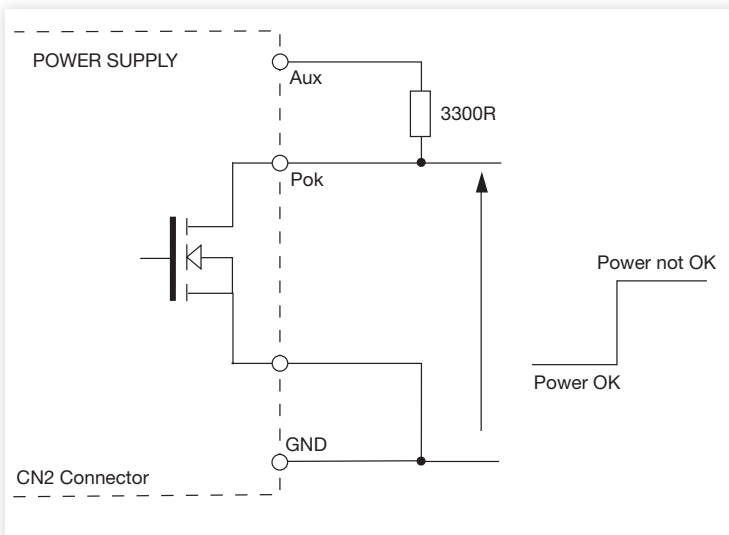 POWER SUPPLY
Aux
3300R
Pok
Power not OK
Power OK
GND
CN2 Connector